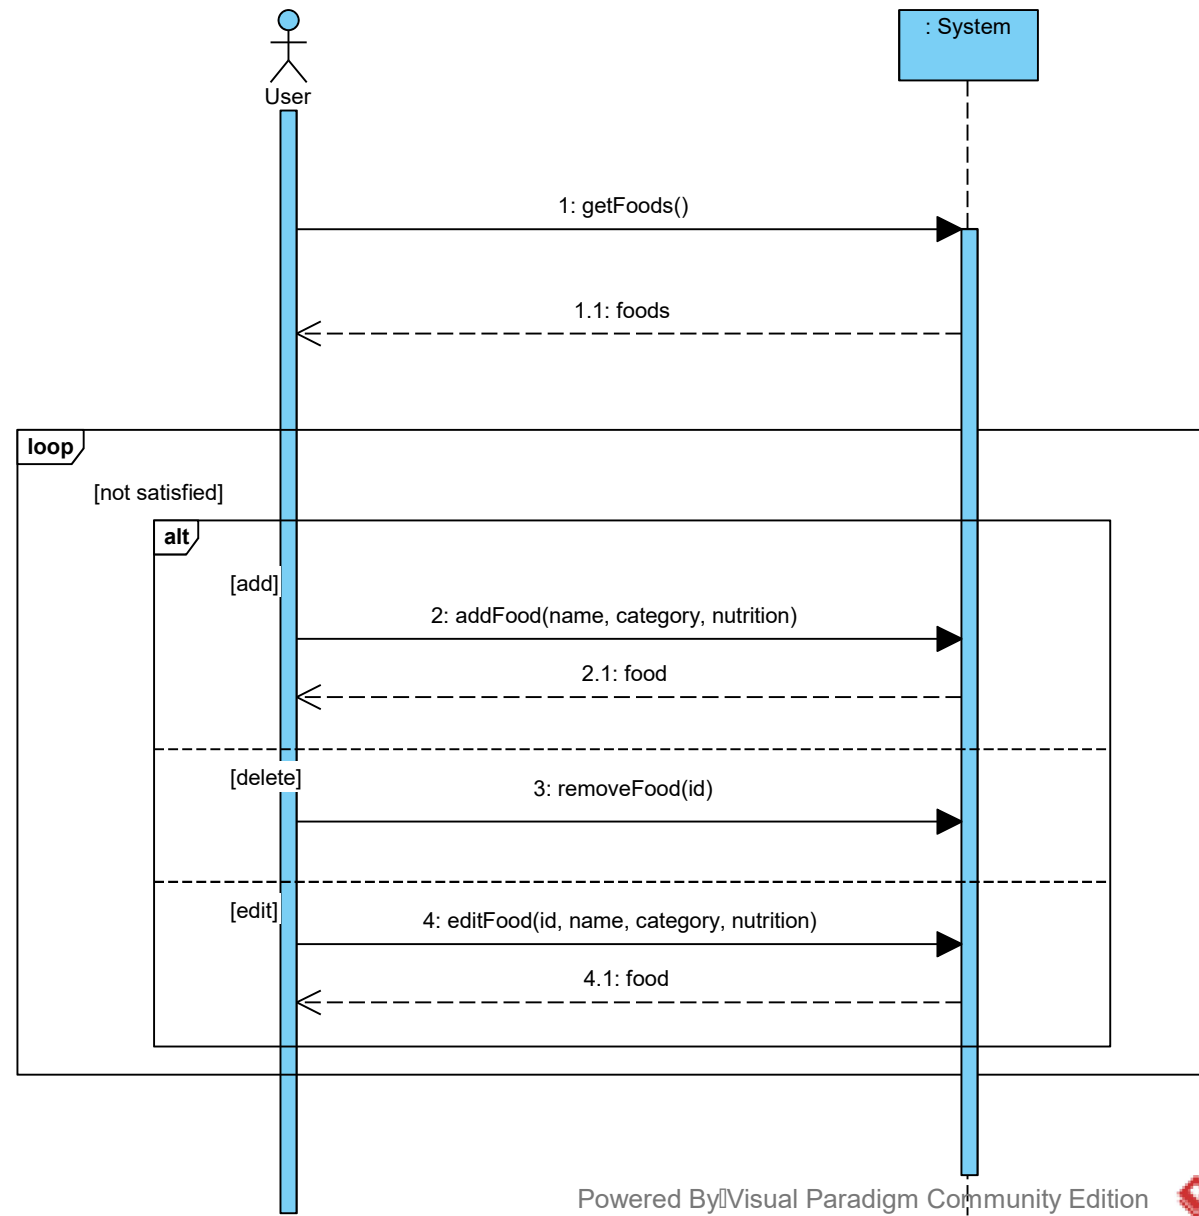 : System
User
1: getFoods()
1.1: foods
loop
[not satisfied]
alt
[add]
2: addFood(name, category, nutrition)
2.1: food
[delete]
3: removeFood(id)
[edit]
4: editFood(id, name, category, nutrition)
4.1: food
Powered By Visual Paradigm Community Edition